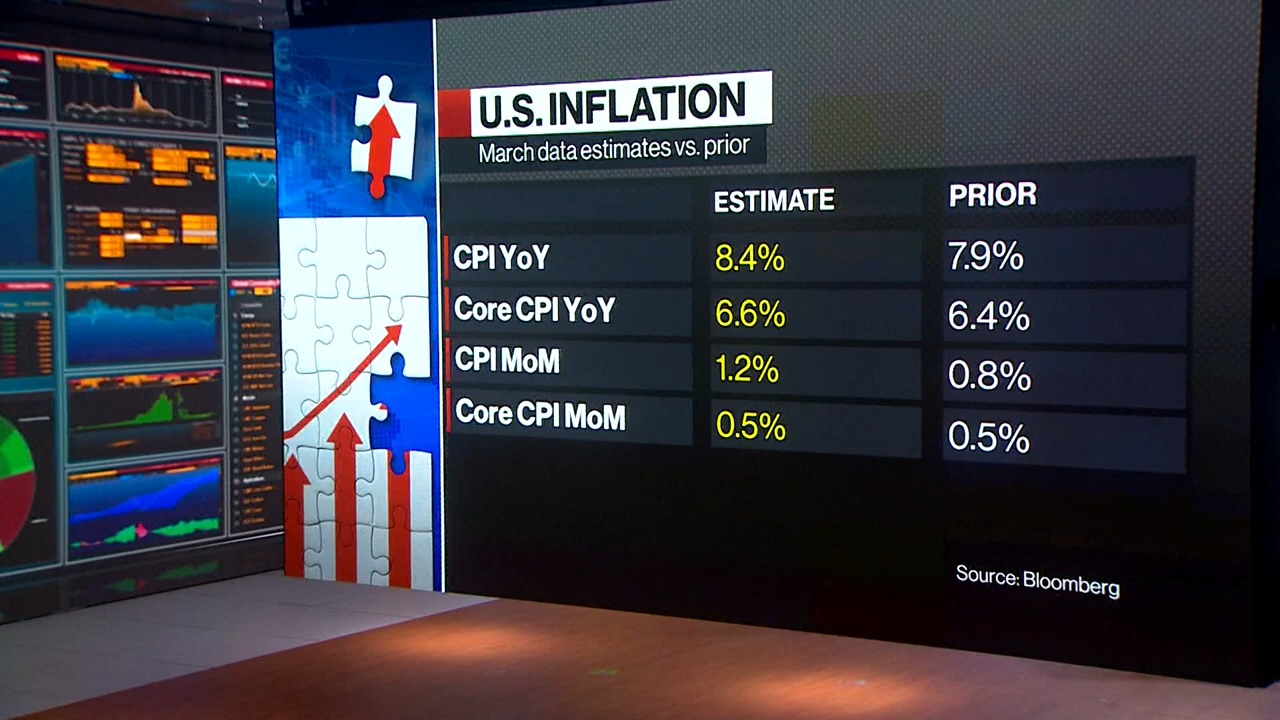 U.S. INFLATION
March data estimates vs. prior
ESTIMATE PRIOR
CPI YoY 8.4% 7.9%
Core CPI YoY 6.6% 6.4%
CPI MoM 1.2% 0.8%
Core CPI MoM 0.5% 0.5%
Source: Bloomberg